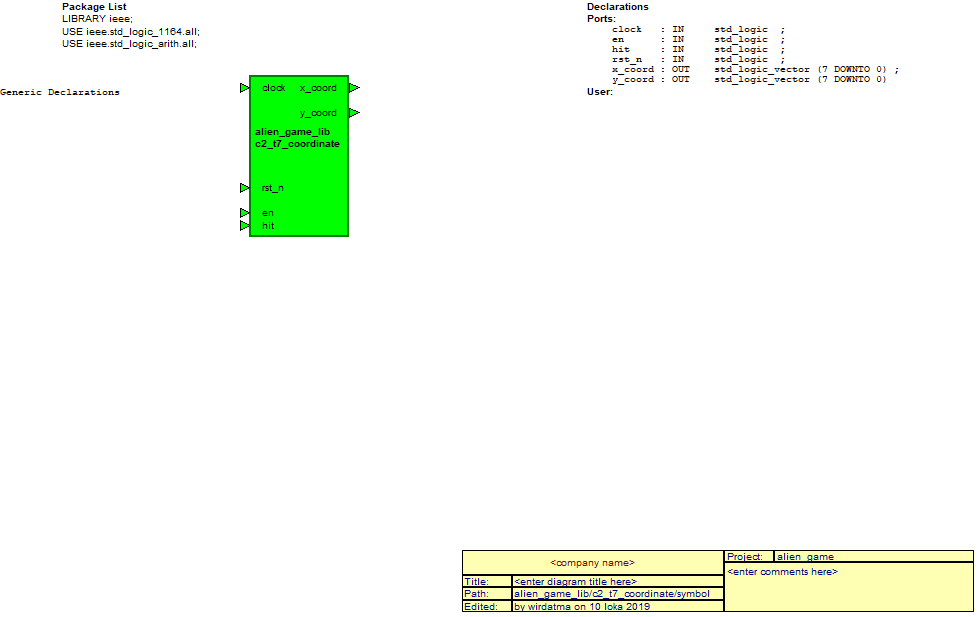 Package List
LIBRARY ieee;
USE ieee.std_logic_1164.all;
USE ieee.std_logic_arith.all;
Generic Declarations
Declarations
Ports:
clock : IN std_logic ;
en : IN std_logic ;
hit : IN std_logic ;
rst_n : IN std_logic ;
x_coord : OUT std_logic_vector (7 DOWNTO 0) ;
y_coord : OUT std_logic_vector (7 DOWNTO 0)
User:
clock x_coord
y_coord
alien_game_lib
c2_t7_coordinate
rst_n
en
hit
<company name>
Title: <enter diagram title here>
Path: alien_game_lib/c2_t7_coordinate/symbol
Edited: by wirdatma on 10 loka 2019
Project: alien_game
<enter comments here>